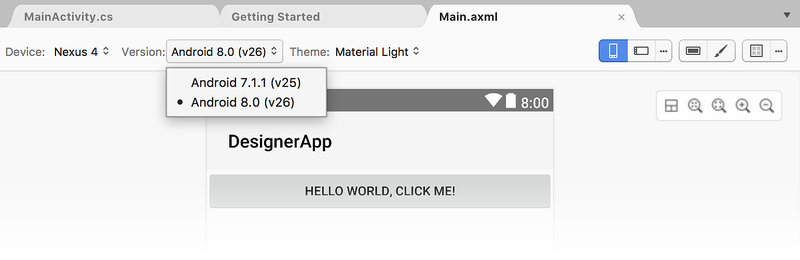 MainActivity.cs Getting Started Main.axml ×
Device: Nexus 4 Version: Android 8.0 (v26) Theme: Material Light
Android 7.1.1 (v25)
• Android 8.0 (v26)
8:00
DesignerApp
HELLO WORLD, CLICK ME!